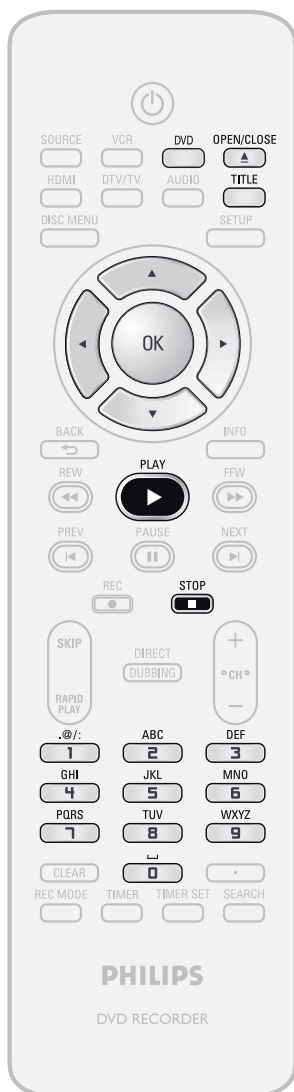 SOURCE VCR DVD OPEN/CLOSE
HDMI DTV/TV AUDIO TITLE
DISC MENU SETUP
OK
BACK INFO
REW PLAY FFW
PREV PAUSE NEXT
REC STOP
SKIP DIRECT +
DUBBING °CH°
RAPID
PLAY –
.@/: ABC DEF
1 2 3
GHI JKL MNO
4 5 6
PQRS TUV WXYZ
7 8 9
0
CLEAR .
REC MODE TIMER TIMER SET SEARCH
PHILIPS
DVD RECORDER